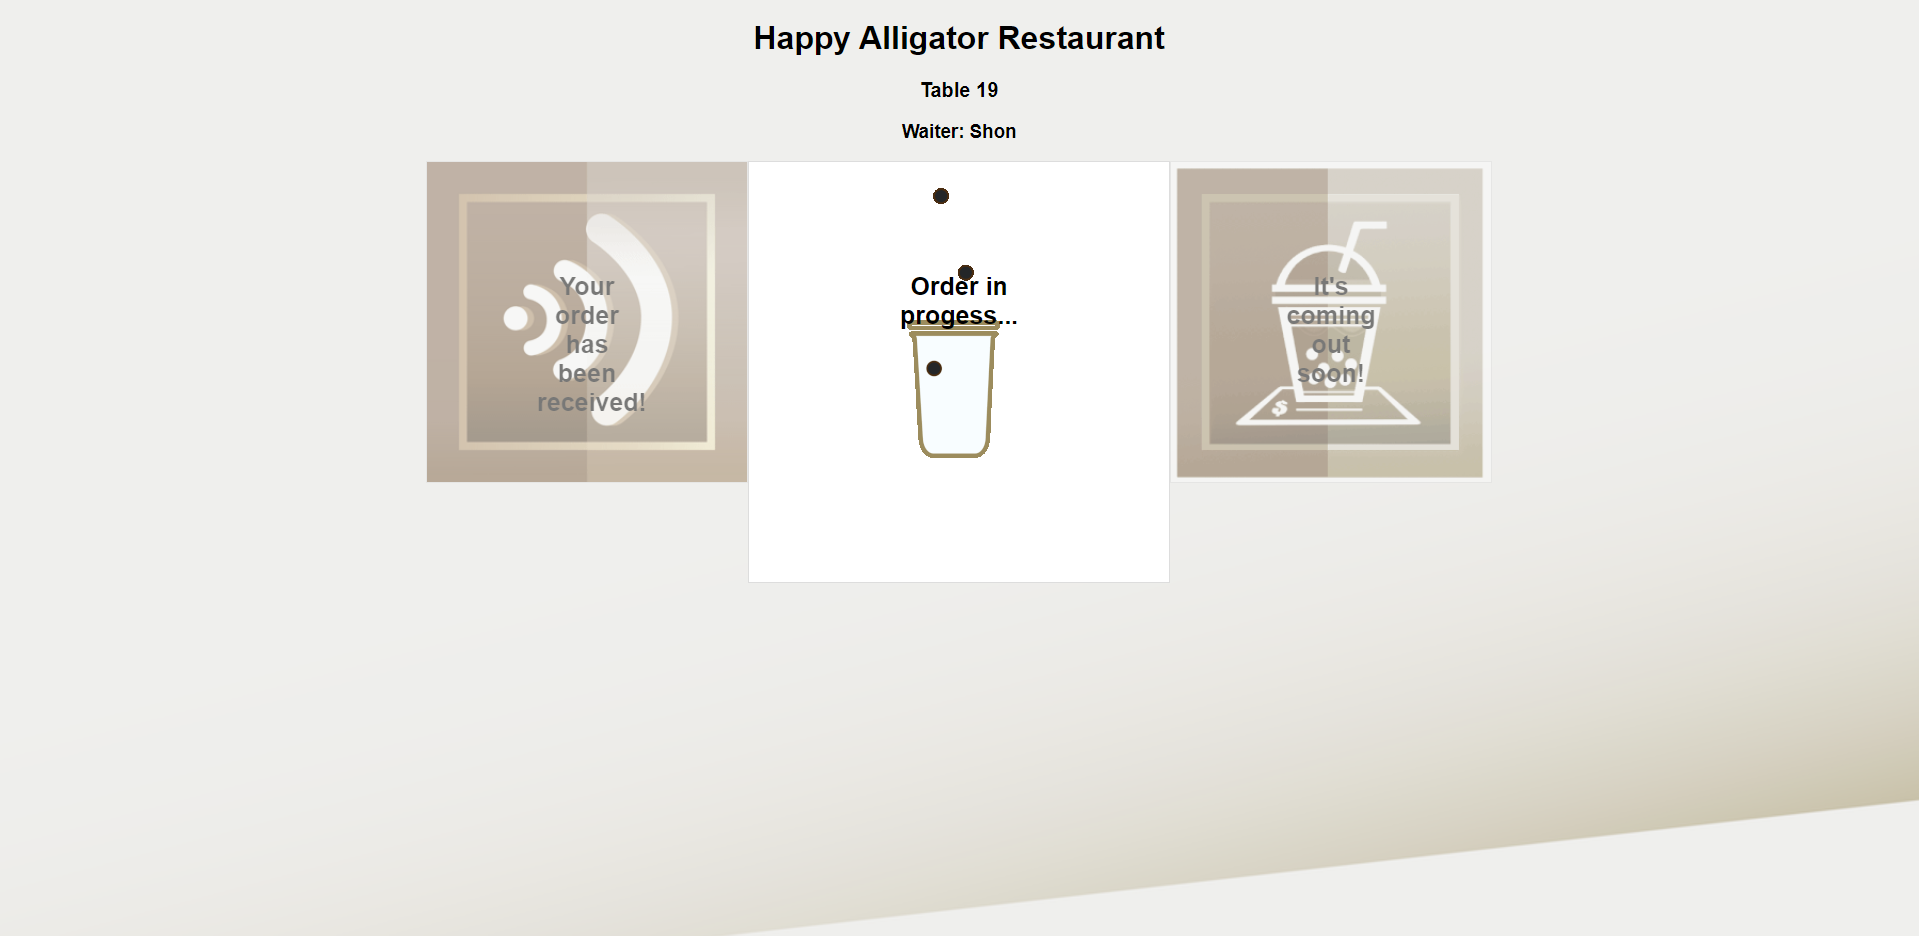 Happy Alligator Restaurant
Table 19
Waiter: Shon
Your
order
has
been
received!
Order in
progess...
It's
coming
out
soon!
$